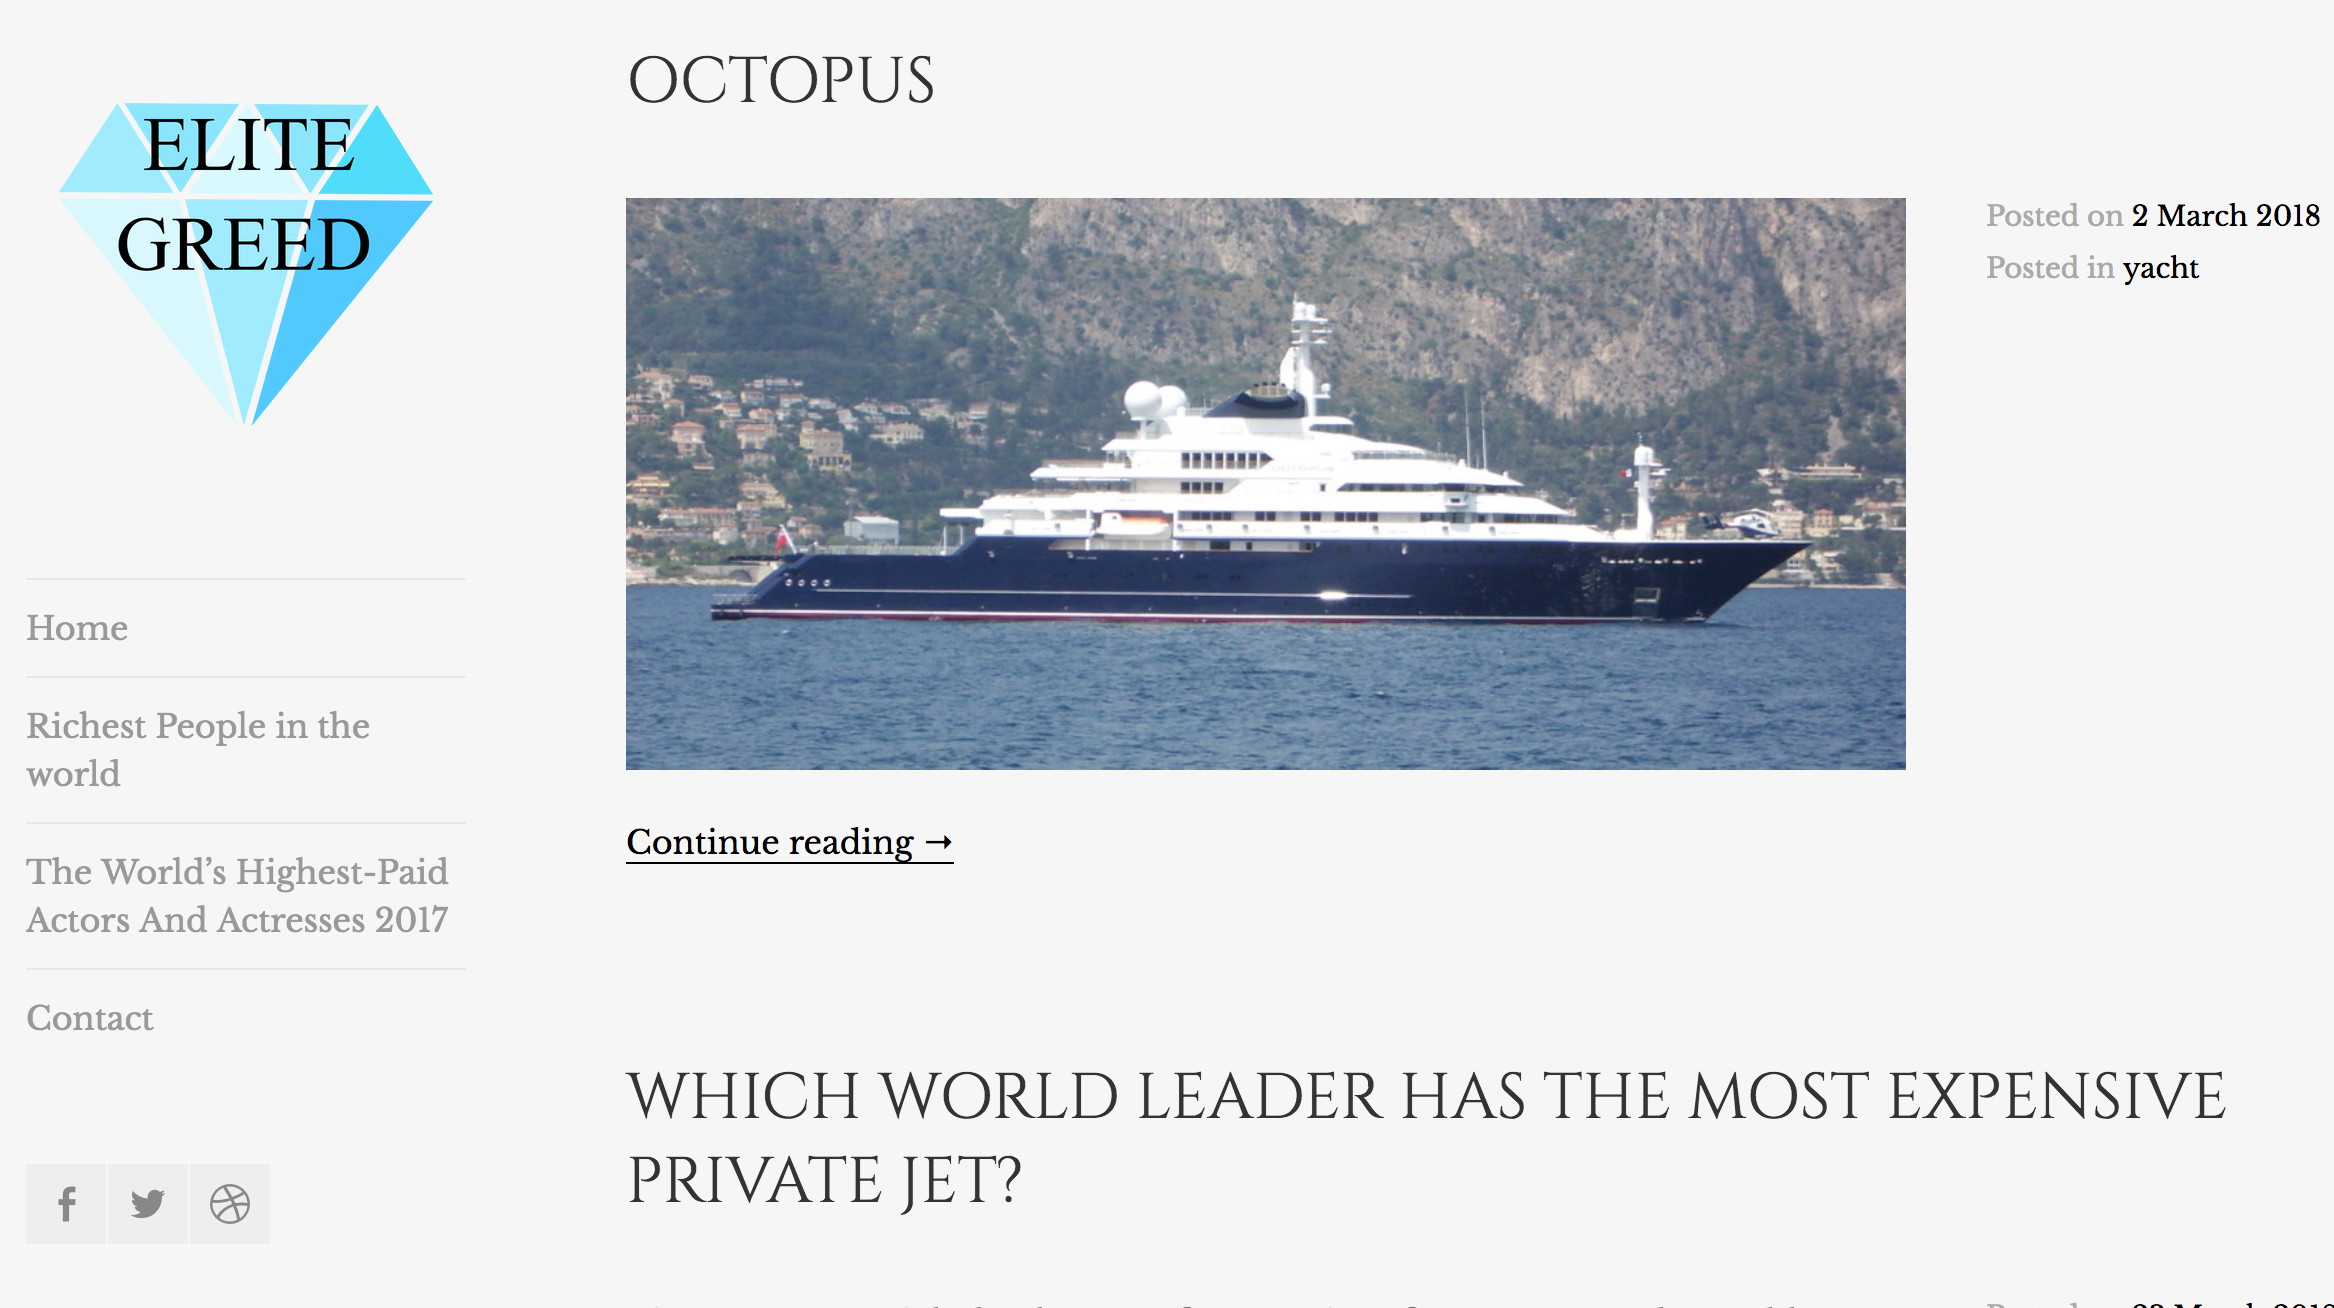 ELITE
GREED
Home
Richest People in the
world
The World’s Highest-Paid
Actors And Actresses 2017
Contact
OCTOPUS
Posted on 2 March 2018
Posted in yacht
Continue reading →
WHICH WORLD LEADER HAS THE MOST EXPENSIVE
PRIVATE JET?